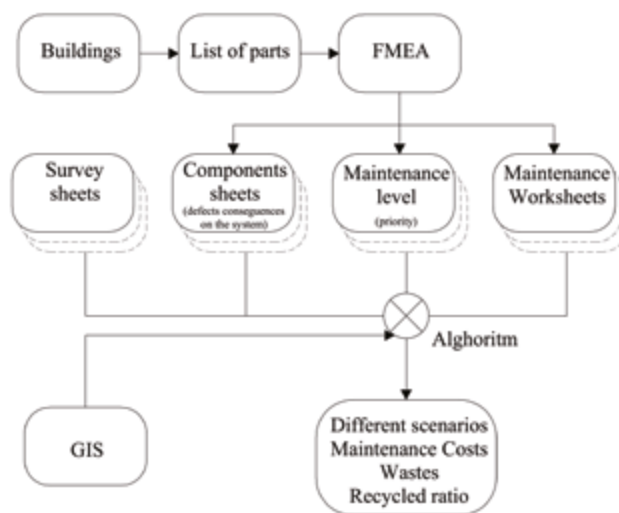 Buildings
List of parts
FMEA
Survey
sheets
Components
sheets
(defects conseguences
on the system)
Maintenance
level
(priority)
Maintenance
Worksheets
Alghoritm
GIS
Different scenarios
Maintenance Costs
Wastes
Recycled ratio